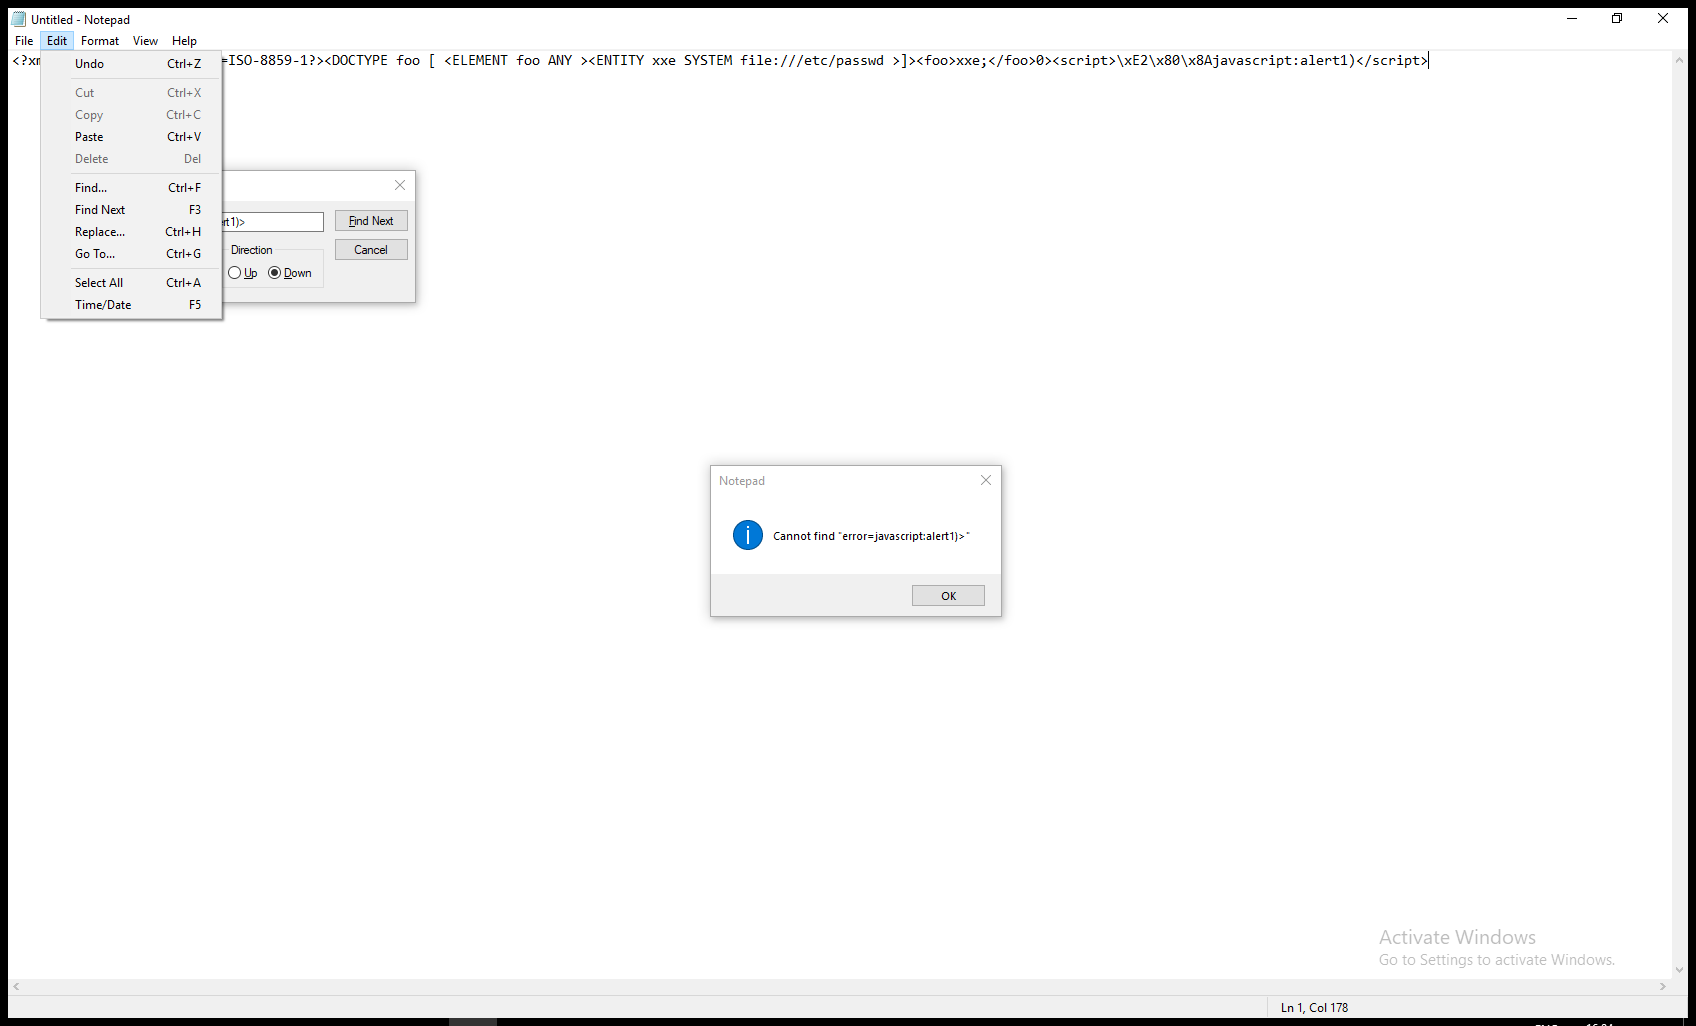 Untitled - Notepad
File Edit Format View Help
<?xm =ISO-8859-1?><DOCTYPE foo [ <ELEMENT foo ANY ><ENTITY xxe SYSTEM file:///etc/passwd >]><foo>xxe;</foo>0><script>\xE2\x80\x8Ajavascript:alert1)</script>
Undo Ctrl+Z
Cut Ctrl+X
Copy Ctrl+C
Paste Ctrl+V
Delete Del
Find... Ctrl+F
Find Next F3
Replace... Ctrl+H
Go To... Ctrl+G
Select All Ctrl+A
Time/Date F5
rt1)> Find Next
Direction Cancel
Up Down
Notepad
Cannot find "error=javascript:alert1)>"
OK
Activate Windows
Go to Settings to activate Windows.
Ln 1, Col 178